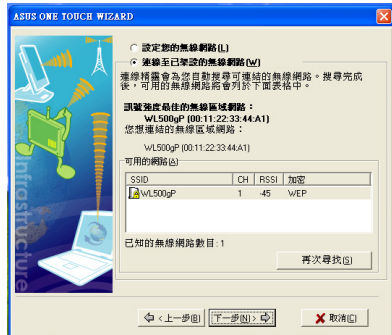 ASUS ONE TOUCH WIZARD
設定您的無線網路(L)
連線至已架設的無線網路(W)
連線精靈會為您自動搜尋可連結的無線網路。搜尋完成
後，可用的無線網路將會列於下面表格中。
訊號強度最佳的無線區域網路：
WL500gP (00:11:22:33:44:A1)
您想連結的無線區域網路：
WL500gP (00:11:22:33:44:A1)
可用的網路(A)
SSID CH RSSI 加密
WL500gP 1 -45 WEP
已知的無線網路數目: 1
再次尋找(S)
<上一步(B) 下一步(N)> 取消(C)
Infrastructure